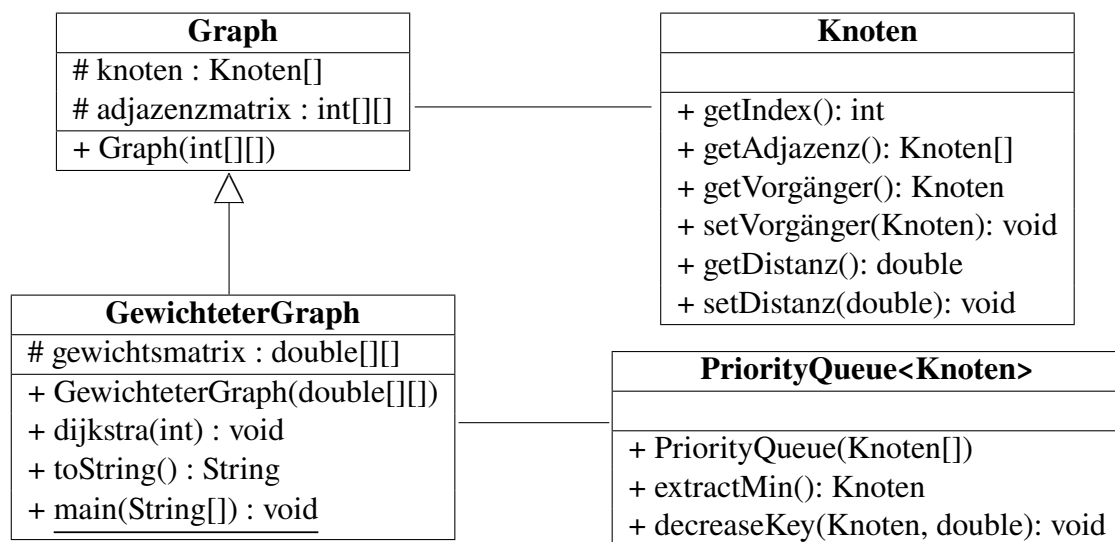 Graph
# knoten : Knoten[]
# adjazenzmatrix : int[][]
+ Graph(int[][])
Knoten
+ getIndex(): int
+ getAdjazenz(): Knoten[]
+ getVorgänger(): Knoten
+ setVorgänger(Knoten): void
+ getDistanz(): double
+ setDistanz(double): void
GewichteterGraph
# gewichtsmatrix : double[][]
+ GewichteterGraph(double[][])
+ dijkstra(int) : void
+ toString() : String
+ main(String[]) : void
PriorityQueue<Knoten>
+ PriorityQueue(Knoten[])
+ extractMin(): Knoten
+ decreaseKey(Knoten, double): void